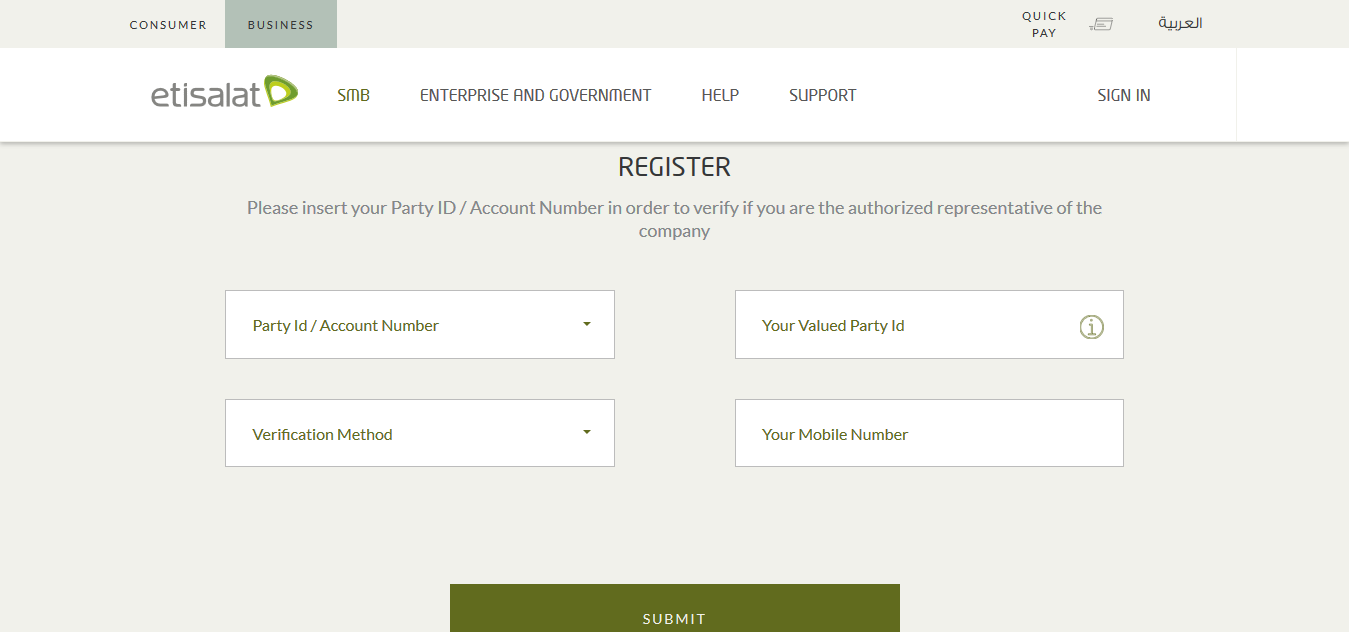 CONSUMER
BUSINESS
QUICK
PAY
العربية
etisalat
SMB
ENTERPRISE AND GOVERNMENT
HELP
SUPPORT
SIGN IN
REGISTER
Please insert your Party ID / Account Number in order to verify if you are the authorized representative of the
company
Party Id / Account Number
Your Valued Party Id
Verification Method
Your Mobile Number
SUBMIT